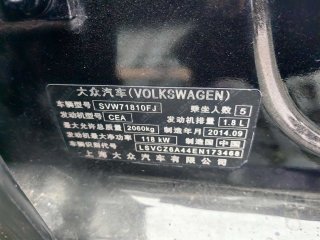 大众汽车(VOLKSWAGEN)
车辆型号 SVW71810FJ 乘坐人数 5
发动机型号 CEA 发动机排量 1.8 L
最大允许总质量 2060kg 制造年月 2014.09
发动机最大净功率 118 kW 制造国 中国
车辆识别代号 LSVCZ6A44EN173468
上海大众汽车有限公司